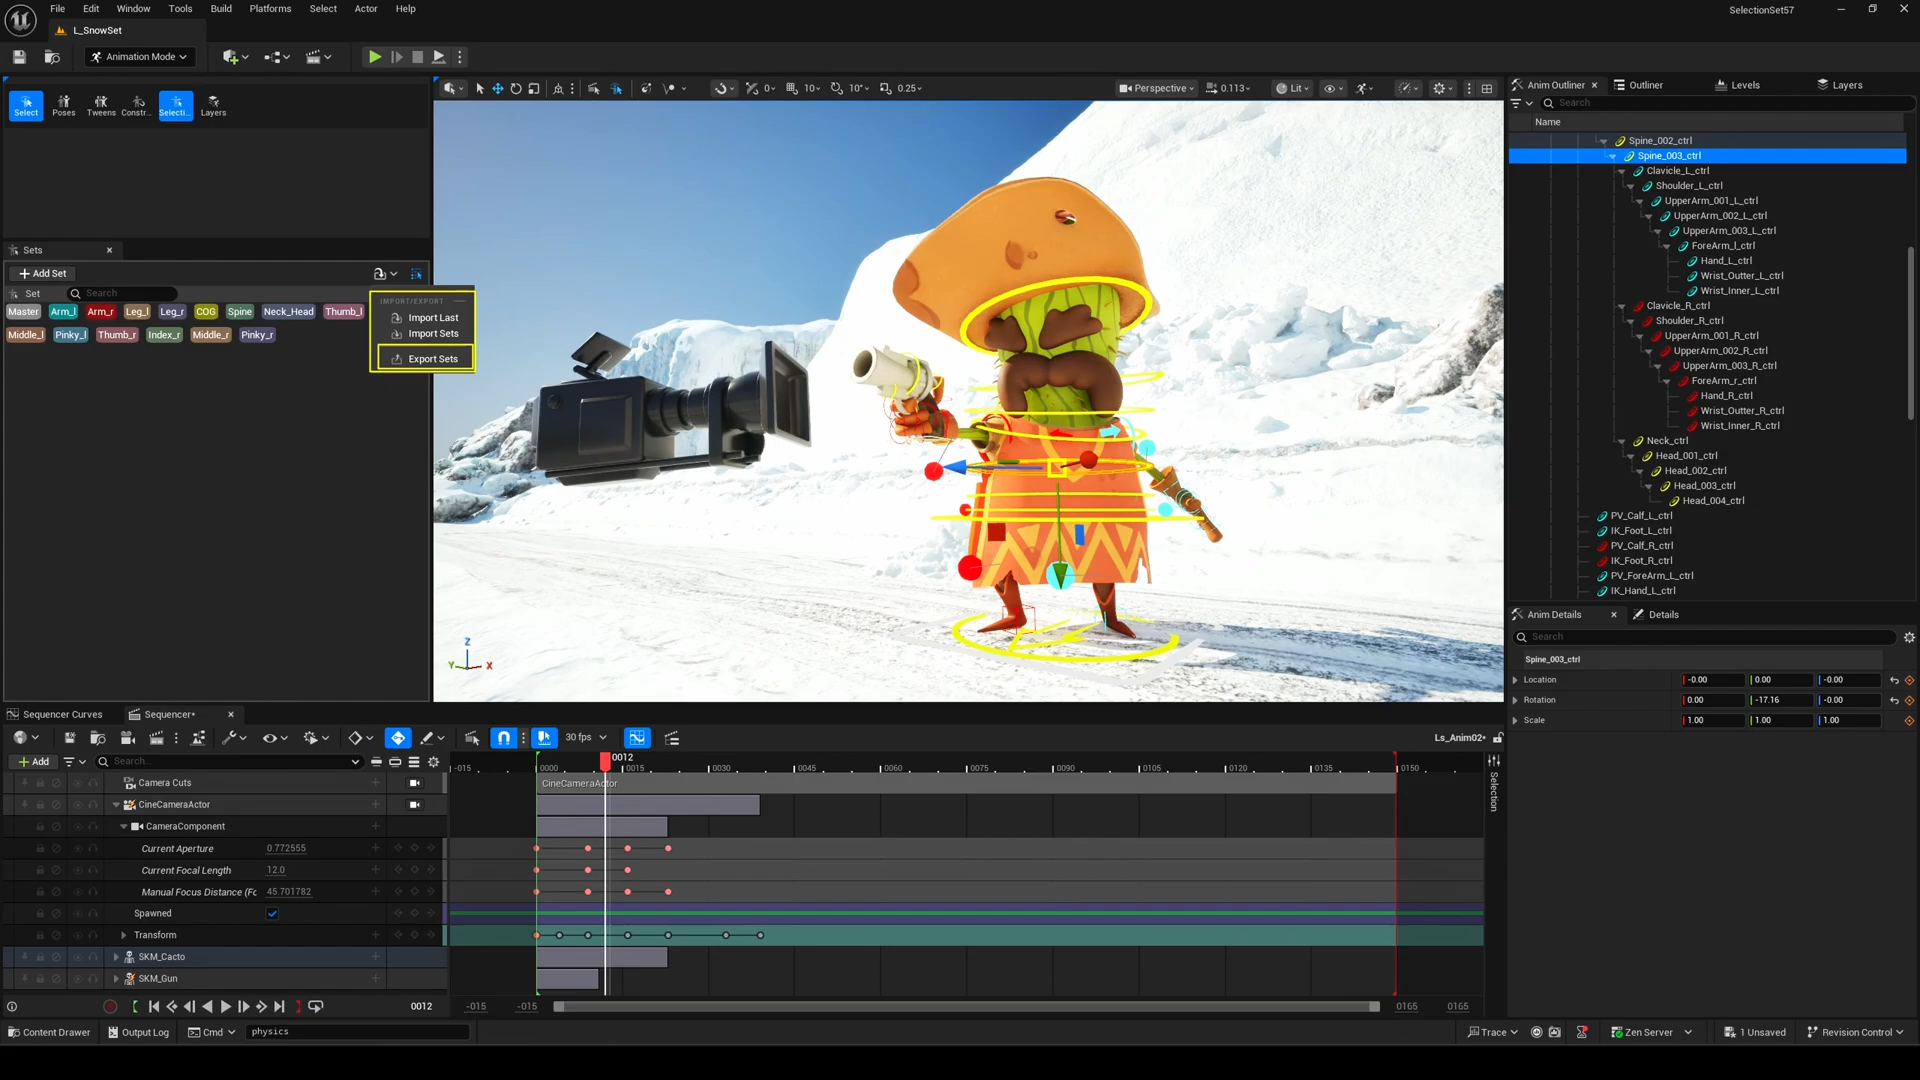 File Edit Window Tools Build Platforms Select Actor Help
SelectionSet57
L_SnowSet
Animation Mode
Select Poses Tweens Constr... Selecti... Layers
Perspective 0.113 Lit
0 10 10° 0.25
Sets
Add Set
Set Search
Master Arm_l Arm_r Leg_l Leg_r COG Spine Neck_Head Thumb_l
Middle_l Pinky_l Thumb_r Index_r Middle_r Pinky_r
IMPORT/EXPORT
Import Last
Import Sets
Export Sets
Z
Y X
Anim Outliner Outliner Levels Layers
Search
Name
Spine_002_ctrl
Spine_003_ctrl
Clavicle_L_ctrl
Shoulder_L_ctrl
UpperArm_001_L_ctrl
UpperArm_002_L_ctrl
UpperArm_003_L_ctrl
ForeArm_l_ctrl
Hand_L_ctrl
Wrist_Outter_L_ctrl
Wrist_Inner_L_ctrl
Clavicle_R_ctrl
Shoulder_R_ctrl
UpperArm_001_R_ctrl
UpperArm_002_R_ctrl
UpperArm_003_R_ctrl
ForeArm_r_ctrl
Hand_R_ctrl
Wrist_Outter_R_ctrl
Wrist_Inner_R_ctrl
Neck_ctrl
Head_001_ctrl
Head_002_ctrl
Head_003_ctrl
Head_004_ctrl
PV_Calf_L_ctrl
IK_Foot_L_ctrl
PV_Calf_R_ctrl
IK_Foot_R_ctrl
PV_ForeArm_L_ctrl
IK_Hand_L_ctrl
Anim Details Details
Search
Spine_003_ctrl
Location -0.00 0.00 -0.00
Rotation 0.00 -17.16 -0.00
Scale 1.00 1.00 1.00
Sequencer Curves Sequencer*
30 fps
Ls_Anim02*
Add Search...
0012
-015 0000 0015 0030 0045 0060 0075 0090 0105 0120 0135 0150
Selection
Camera Cuts
CineCameraActor
CineCameraActor
CameraComponent
Current Aperture 0.772555
Current Focal Length 12.0
Manual Focus Distance (Fc 45.701782
Spawned
Transform
SKM_Cacto
SKM_Gun
0012 -015 -015 0165 0165
Content Drawer Output Log Cmd physics
Trace Zen Server 1 Unsaved Revision Control